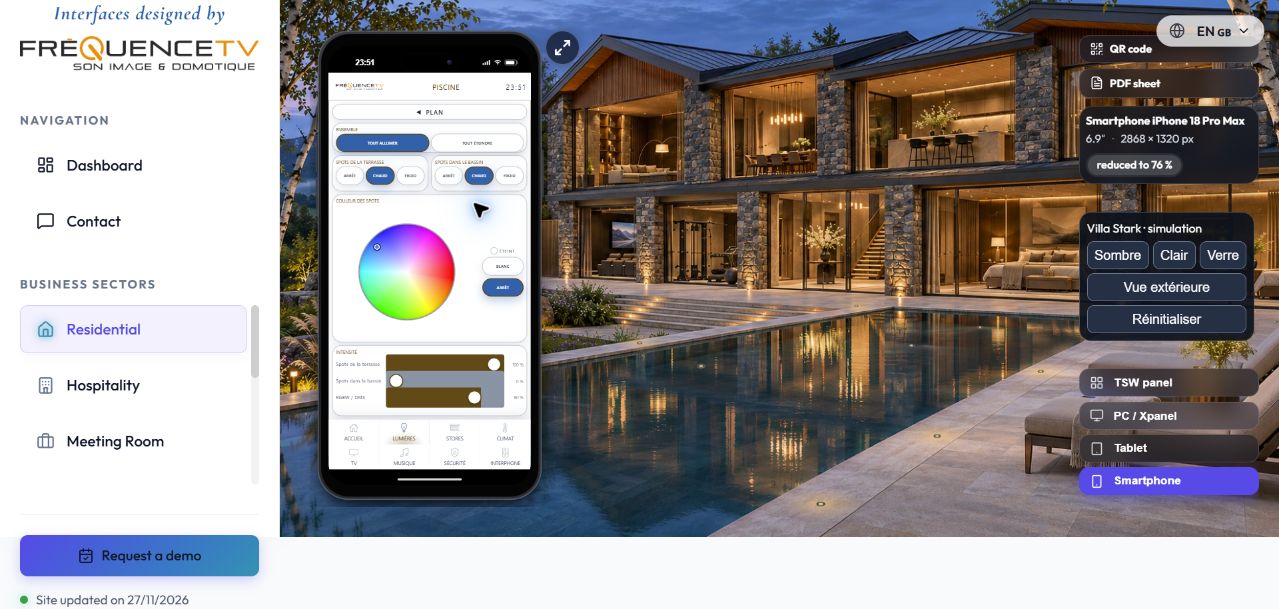 Interfaces designed by
FRÉQUENCETV
SON IMAGE & DOMOTIQUE
NAVIGATION
Dashboard
Contact
BUSINESS SECTORS
Residential
Hospitality
Meeting Room
Request a demo
Site updated on 27/11/2026
23:51
FRÉQUENCETV
PISCINE
23:51
◄ PLAN
ENSEMBLE
TOUT ALLUMER
TOUT ÉTEINDRE
SPOTS DE LA TERRASSE
SPOTS DANS LE BASSIN
ARRÊT
CHAUD
FROID
ARRÊT
CHAUD
FROID
COULEUR DES SPOTS
ÉTEINT
BLANC
ARRÊT
INTENSITÉ
Spots de la terrasse
100 %
Spots dans le bassin
0 %
ACCUEIL
LUMIÈRES
STORES
CLIMAT
TV
MUSIQUE
SÉCURITÉ
INTERPHONE
EN GB
QR code
PDF sheet
Smartphone iPhone 18 Pro Max
6.9" · 2868 × 1320 px
reduced to 76 %
Villa Stark · simulation
Sombre
Clair
Verre
Vue extérieure
Réinitialiser
TSW panel
PC / Xpanel
Tablet
Smartphone